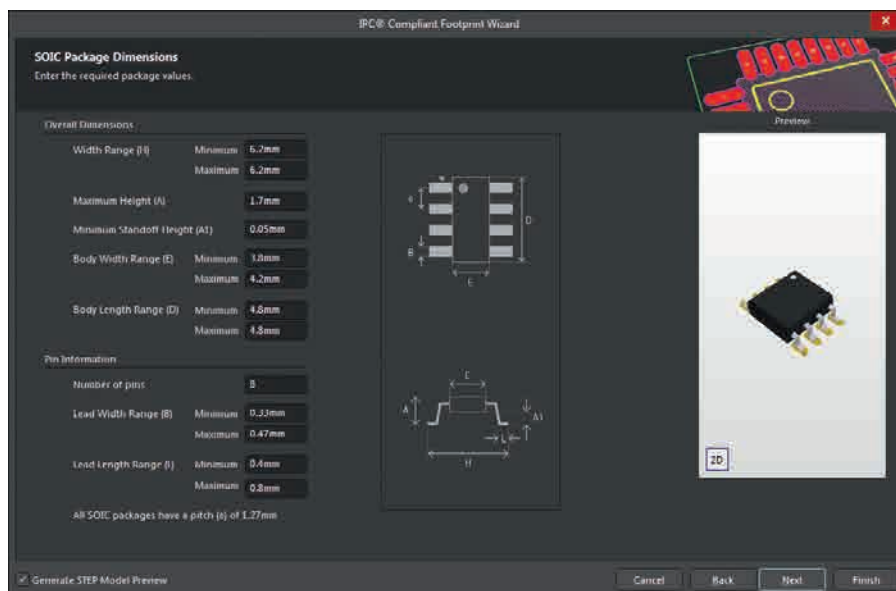 IPC® Compliant Footprint Wizard
SOIC Package Dimensions
Enter the required package values.
Preview
Overall Dimensions
Width Range (H) Minimum 6.2mm
Maximum 6.2mm
Maximum Height (A) 1.7mm
Minimum Standoff Height (A1) 0.05mm
Body Width Range (E) Minimum 3.8mm
Maximum 4.2mm
Body Length Range (D) Minimum 4.8mm
Maximum 4.8mm
Pin Information
Number of pins 8
Lead Width Range (B) Minimum 0.33mm
Maximum 0.47mm
Lead Length Range (L) Minimum 0.4mm
Maximum 0.8mm
All SOIC packages have a pitch (e) of 1.27mm
e
D
B
E
E
A
A1
L
H
2D
Generate STEP Model Preview
Cancel
Back
Next
Finish